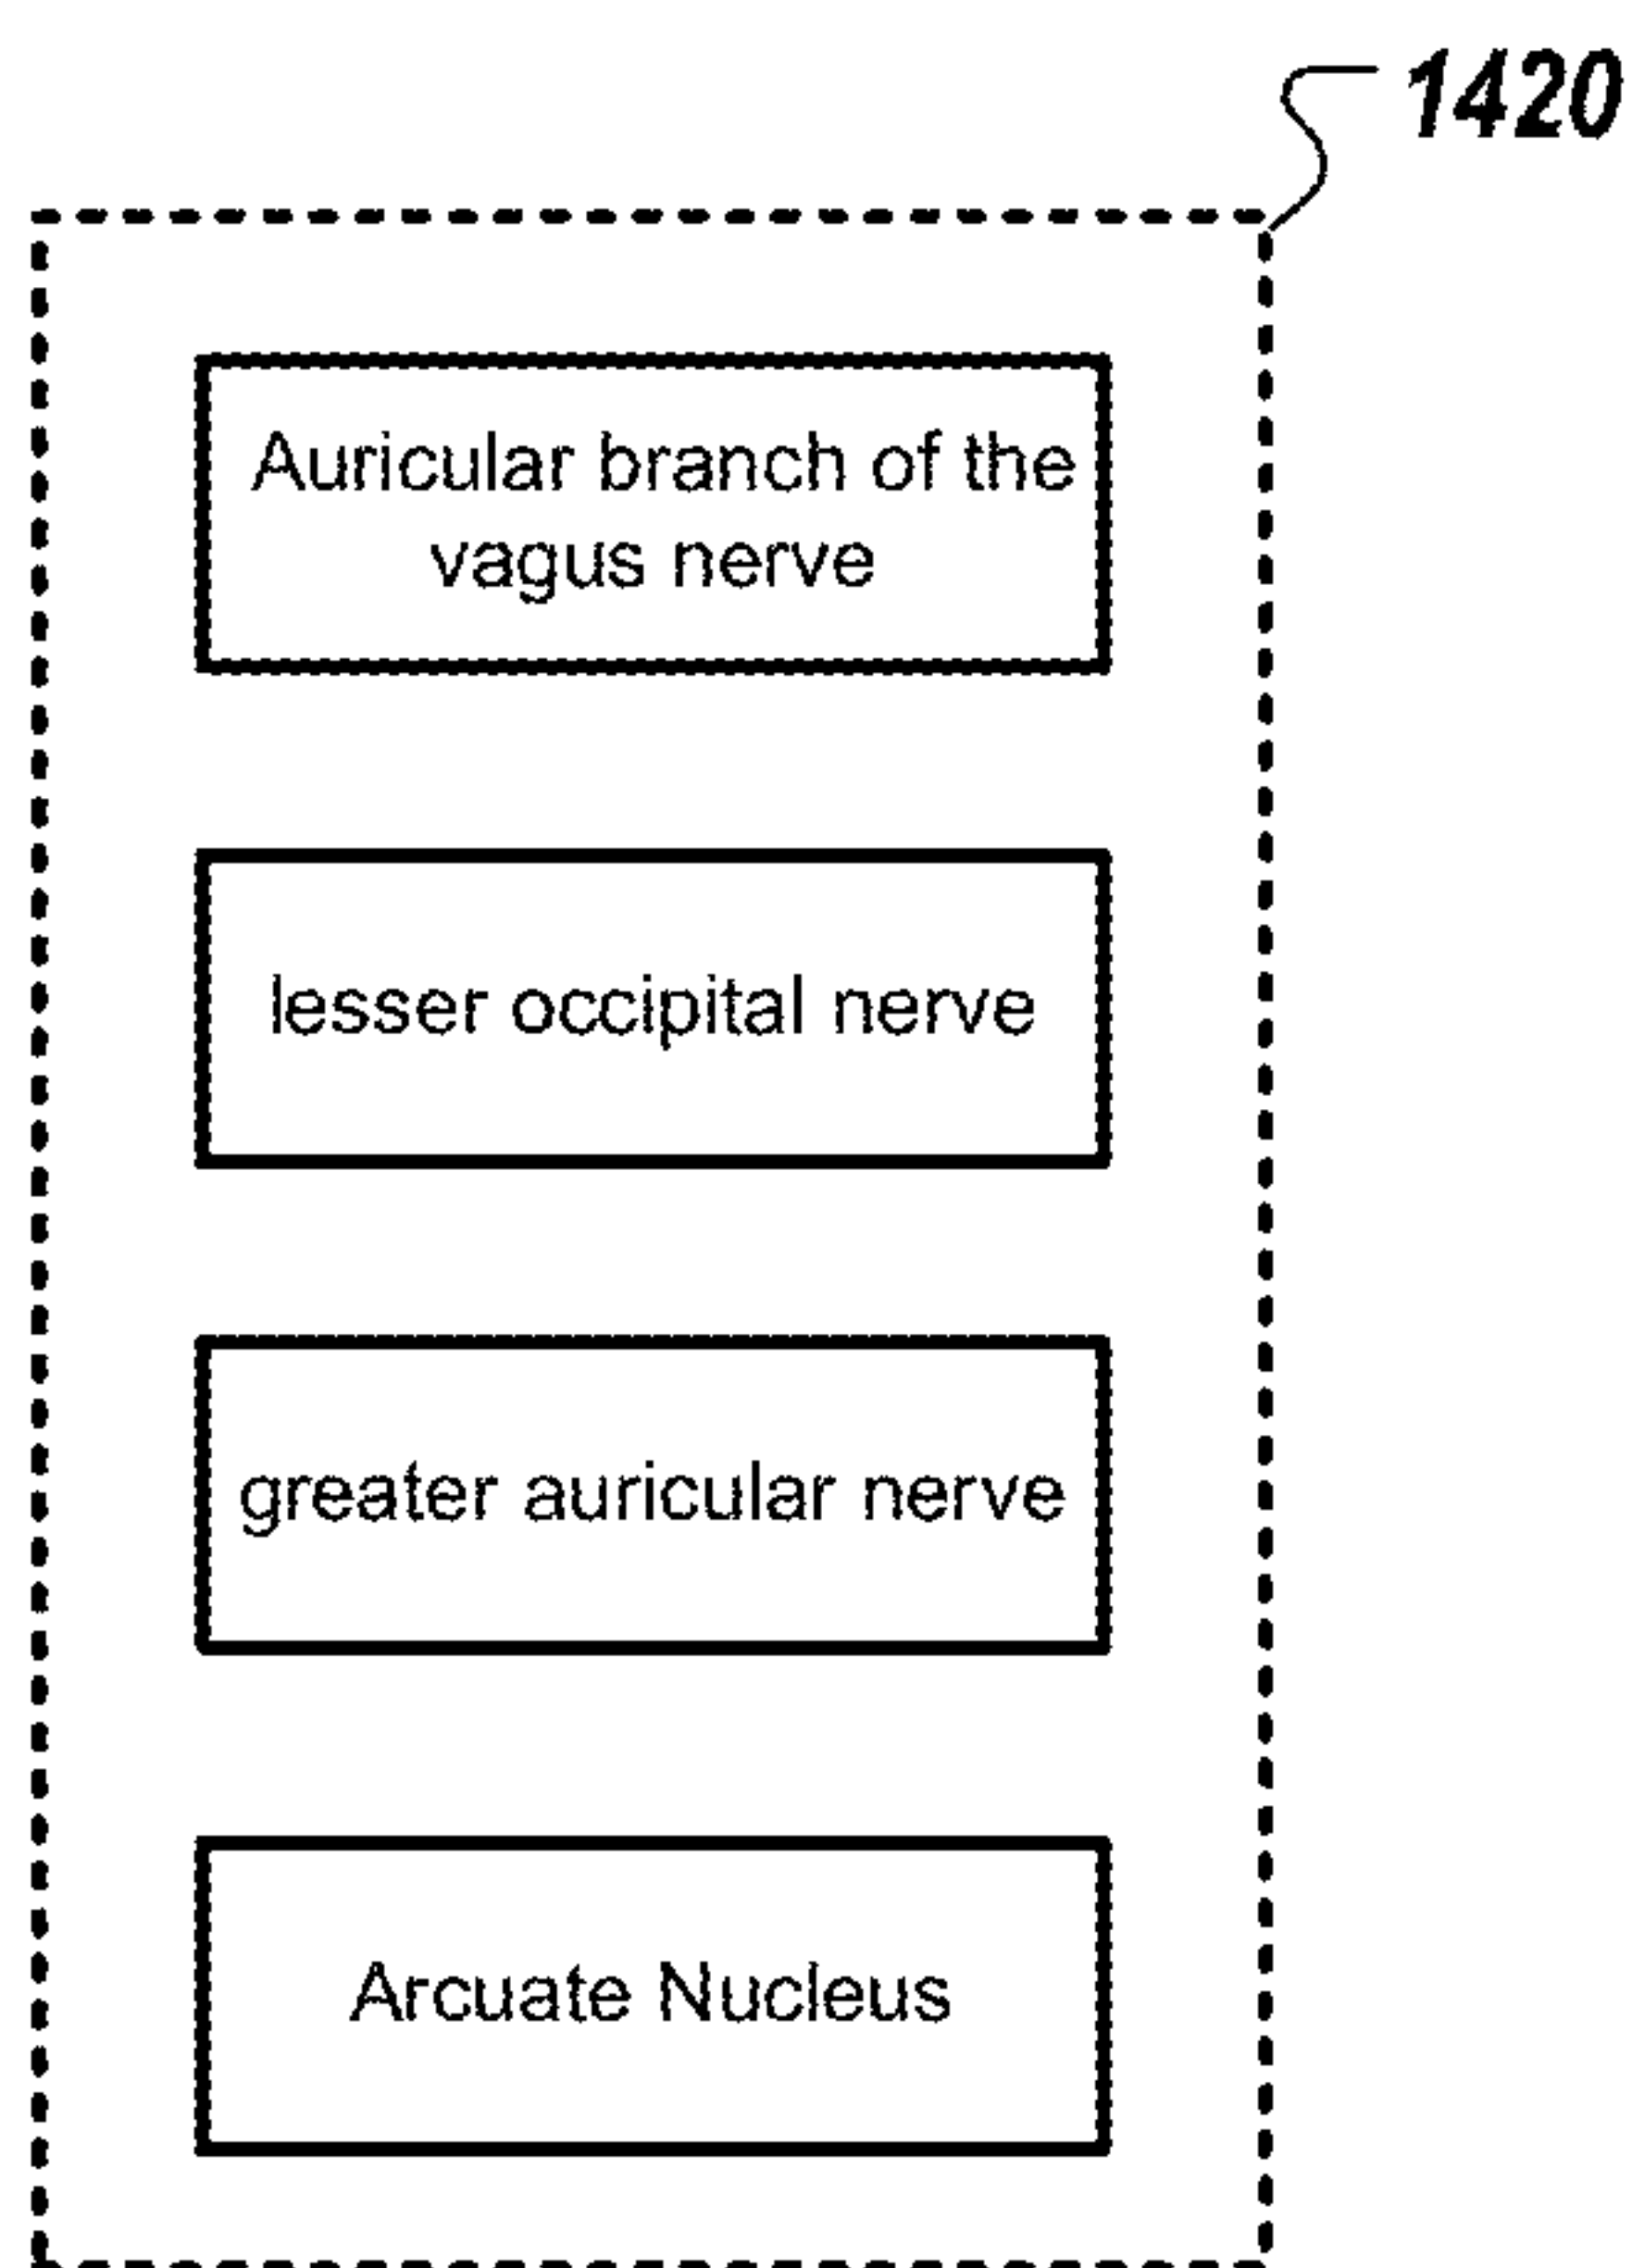 1420
Auricular branch of the
vagus nerve
lesser occipital nerve
greater auricular nerve
Arcuate Nucleus